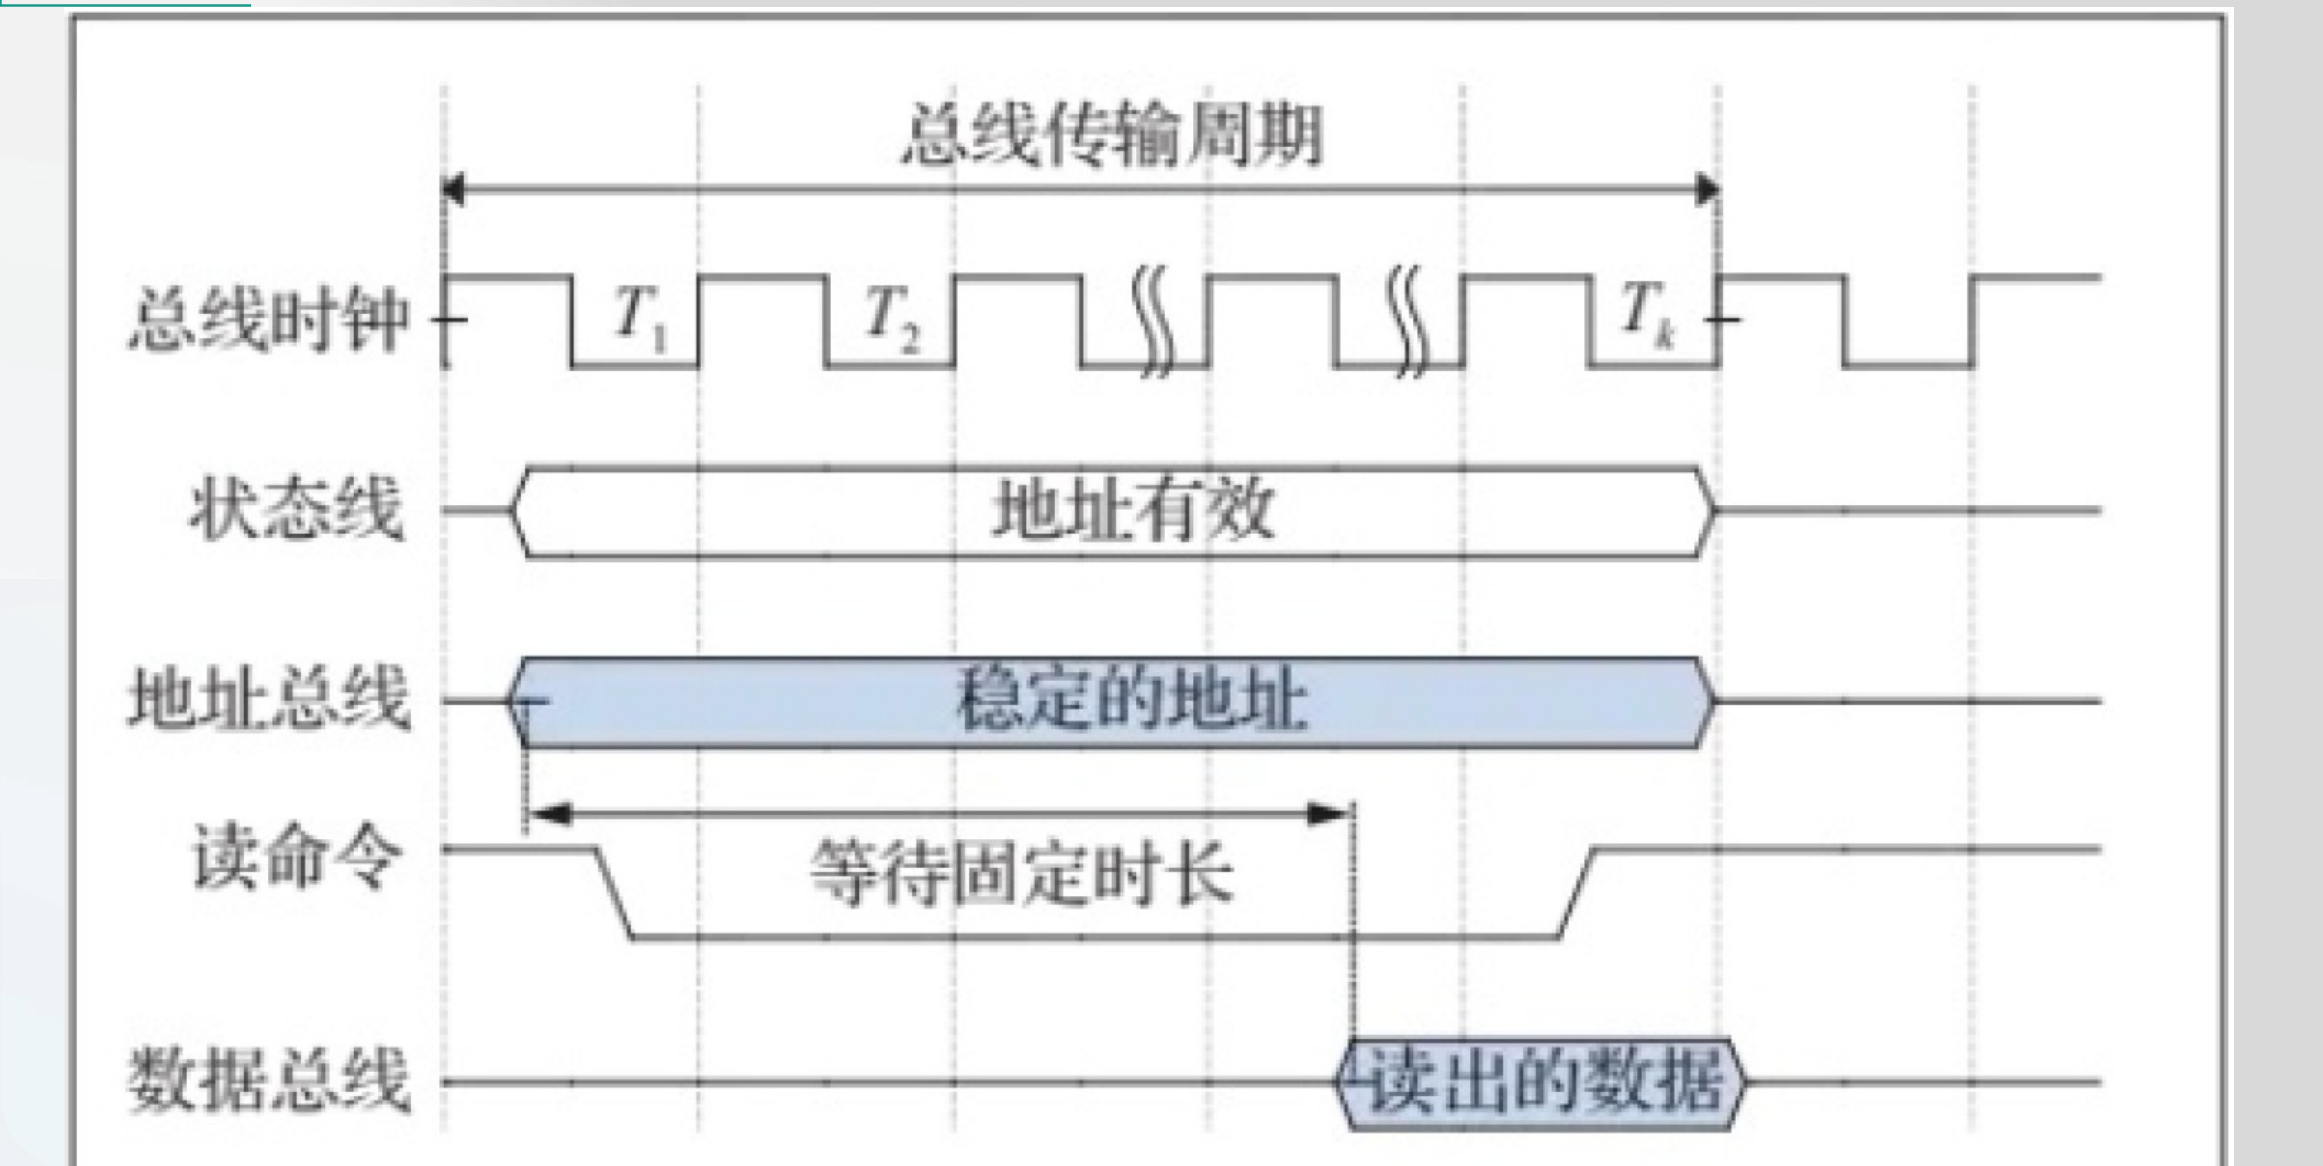 总线传输周期
总线时钟 T1 T2 Tk
状态线 地址有效
地址总线 稳定的地址
读命令 等待固定时长
数据总线 读出的数据